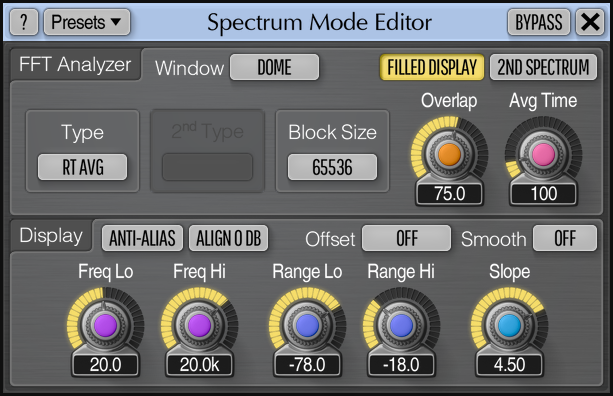 ? Presets Spectrum Mode Editor BYPASS
FFT Analyzer Window DOME FILLED DISPLAY 2ND SPECTRUM
Overlap Avg Time
Type 2nd Type Block Size
RT AVG 65536
75.0 100
Display ANTI-ALIAS ALIGN 0 DB Offset OFF Smooth OFF
Freq Lo Freq Hi Range Lo Range Hi Slope
20.0 20.0k -78.0 -18.0 4.50